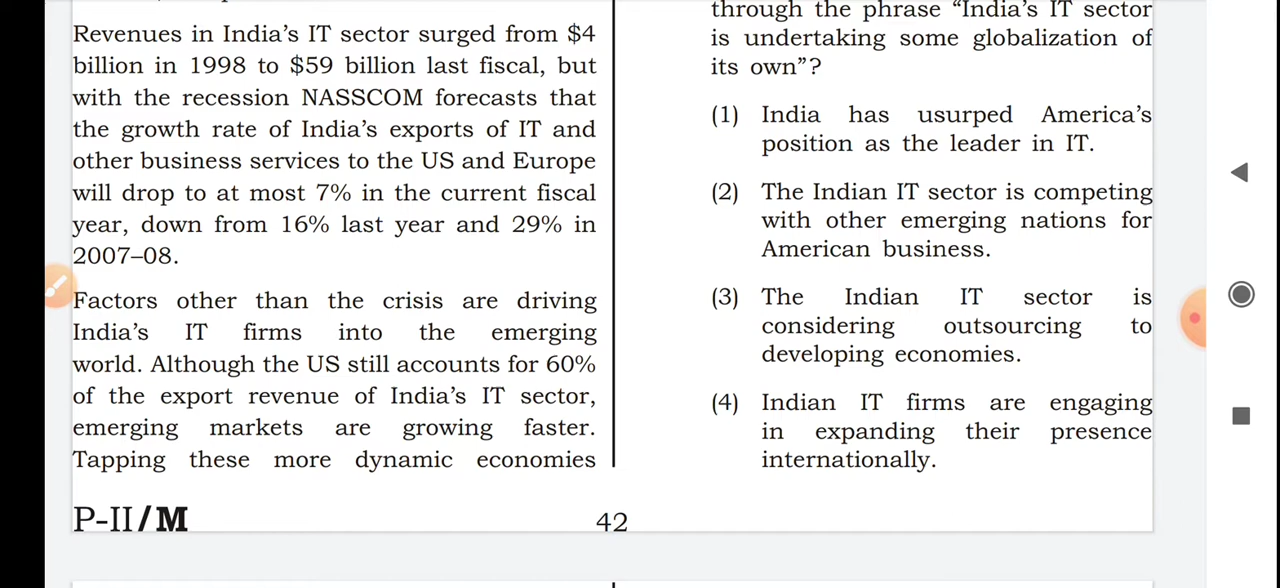 Revenues in India's IT sector surged from $4
billion in 1998 to $59 billion last fiscal, but
with the recession NASSCOM forecasts that
the growth rate of India's exports of IT and
other business services to the US and Europe
will drop to at most 7% in the current fiscal
year, down from 16% last year and 29% in
2007–08.
Factors other than the crisis are driving
India's IT firms into the emerging
world. Although the US still accounts for 60%
of the export revenue of India's IT sector,
emerging markets are growing faster.
Tapping these more dynamic economies
through the phrase “India's IT sector
is undertaking some globalization of
its own”?
(1) India has usurped America's
position as the leader in IT.
(2) The Indian IT sector is competing
with other emerging nations for
American business.
(3) The Indian IT sector is
considering outsourcing to
developing economies.
(4) Indian IT firms are engaging
in expanding their presence
internationally.
P-II/M
42